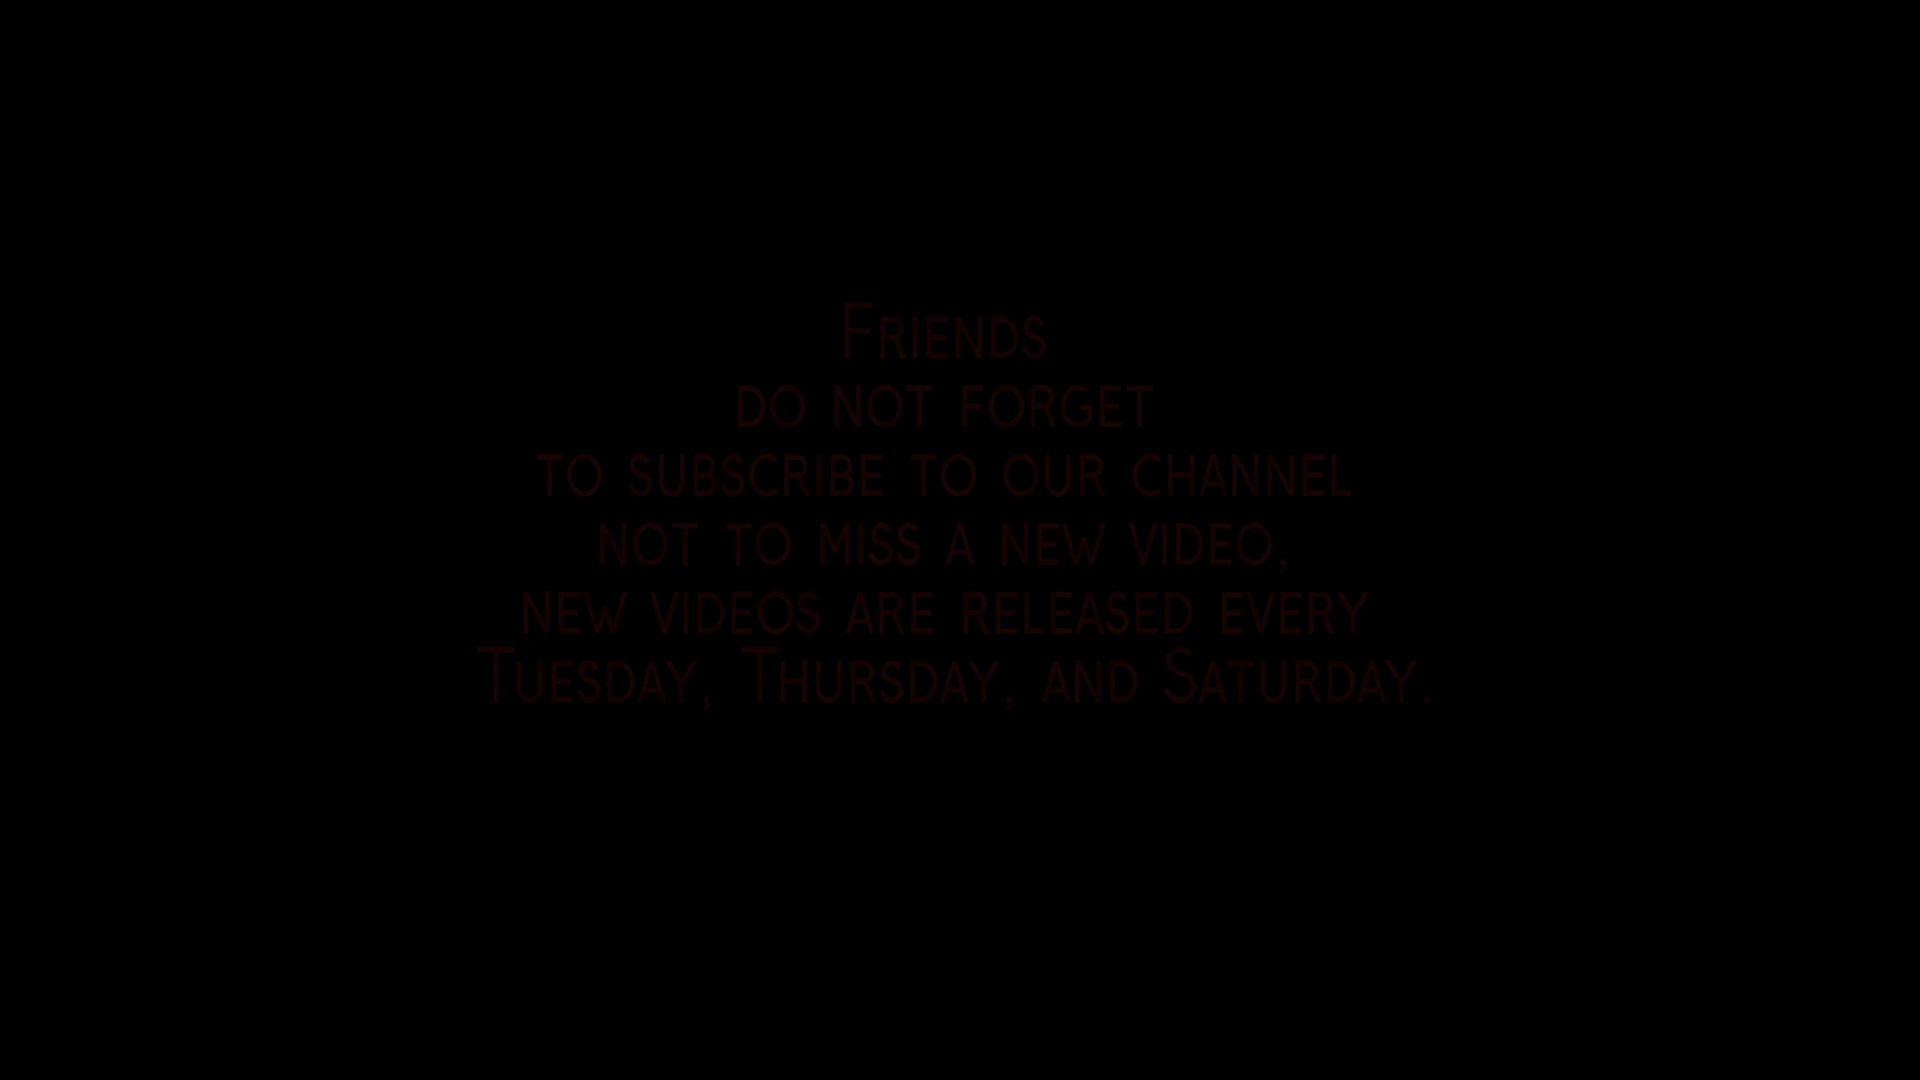 Friends
do not forget
to subscribe to our channel
not to miss a new video,
new videos are released every
Tuesday, Thursday, and Saturday.